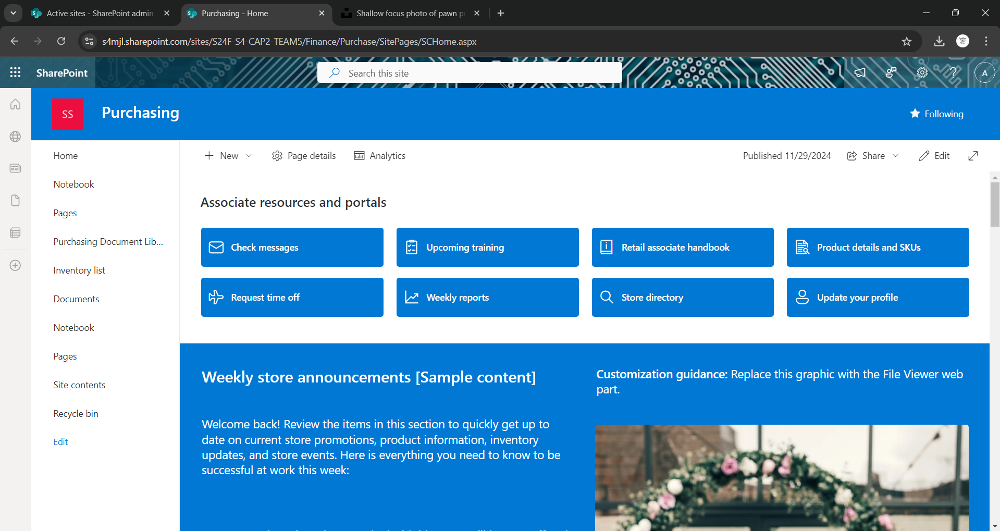 Active sites - SharePoint admin
Purchasing - Home
Shallow focus photo of pawn p
s4mjl.sharepoint.com/sites/S24F-S4-CAP2-TEAM5/Finance/Purchase/SitePages/SCHome.aspx
SharePoint
Search this site
A
SS
Purchasing
Following
Home
Notebook
Pages
Purchasing Document Lib...
Inventory list
Documents
Notebook
Pages
Site contents
Recycle bin
Edit
New
Page details
Analytics
Published 11/29/2024
Share
Edit
Associate resources and portals
Check messages
Upcoming training
Retail associate handbook
Product details and SKUs
Request time off
Weekly reports
Store directory
Update your profile
Weekly store announcements [Sample content]
Welcome back! Review the items in this section to quickly get up to
date on current store promotions, product information, inventory
updates, and store events. Here is everything you need to know to be
successful at work this week:
Customization guidance: Replace this graphic with the File Viewer web
part.